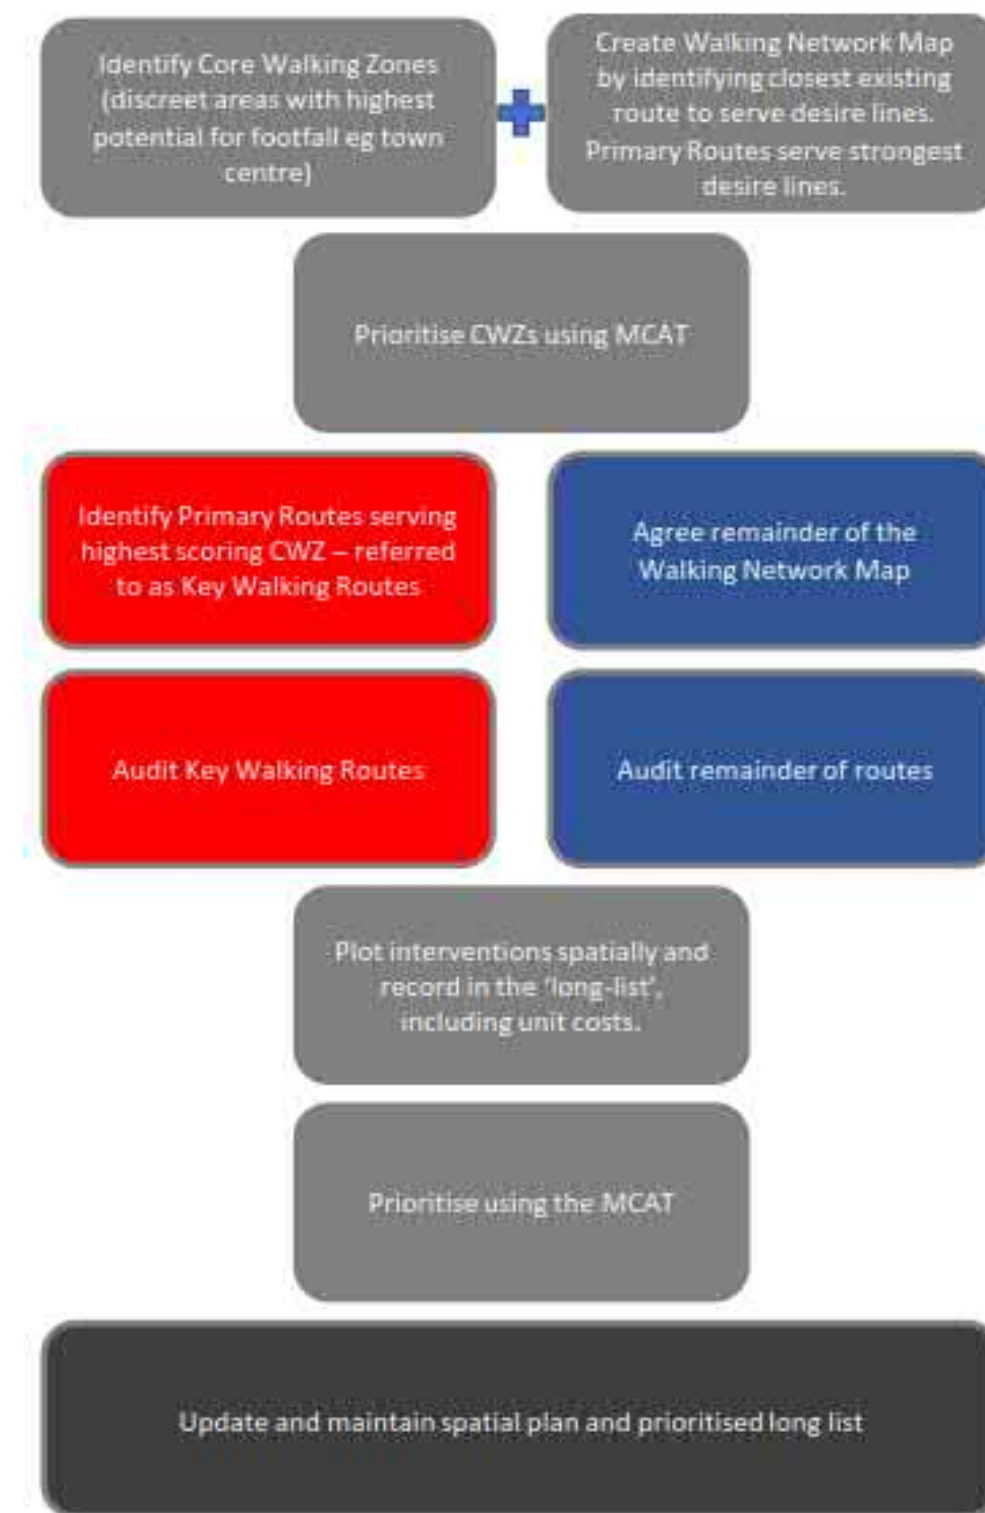 Identify Core Walking Zones
(discreet areas with highest
potential for footfall eg town
centre)
Create Walking Network Map
by identifying closest existing
route to serve desire lines.
Primary Routes serve strongest
desire lines.
Prioritise CWZs using MCAT
Identify Primary Routes serving
highest scoring CWZ – referred
to as Key Walking Routes
Agree remainder of the
Walking Network Map
Audit Key Walking Routes
Audit remainder of routes
Plot interventions spatially and
record in the ‘long-list’,
including unit costs.
Prioritise using the MCAT
Update and maintain spatial plan and prioritised long list